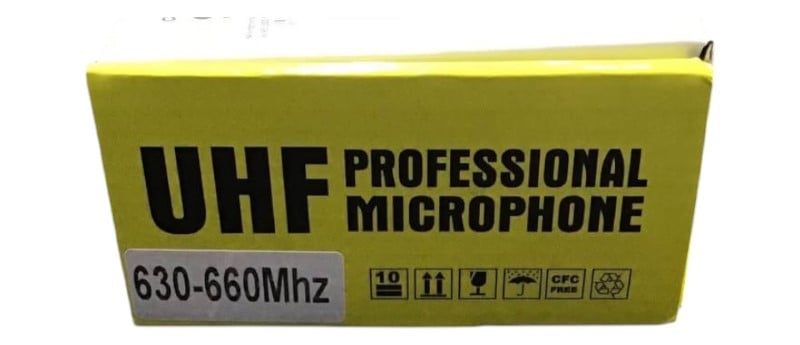 UHF PROFESSIONAL
MICROPHONE
630-660Mhz
10
CFC
FREE